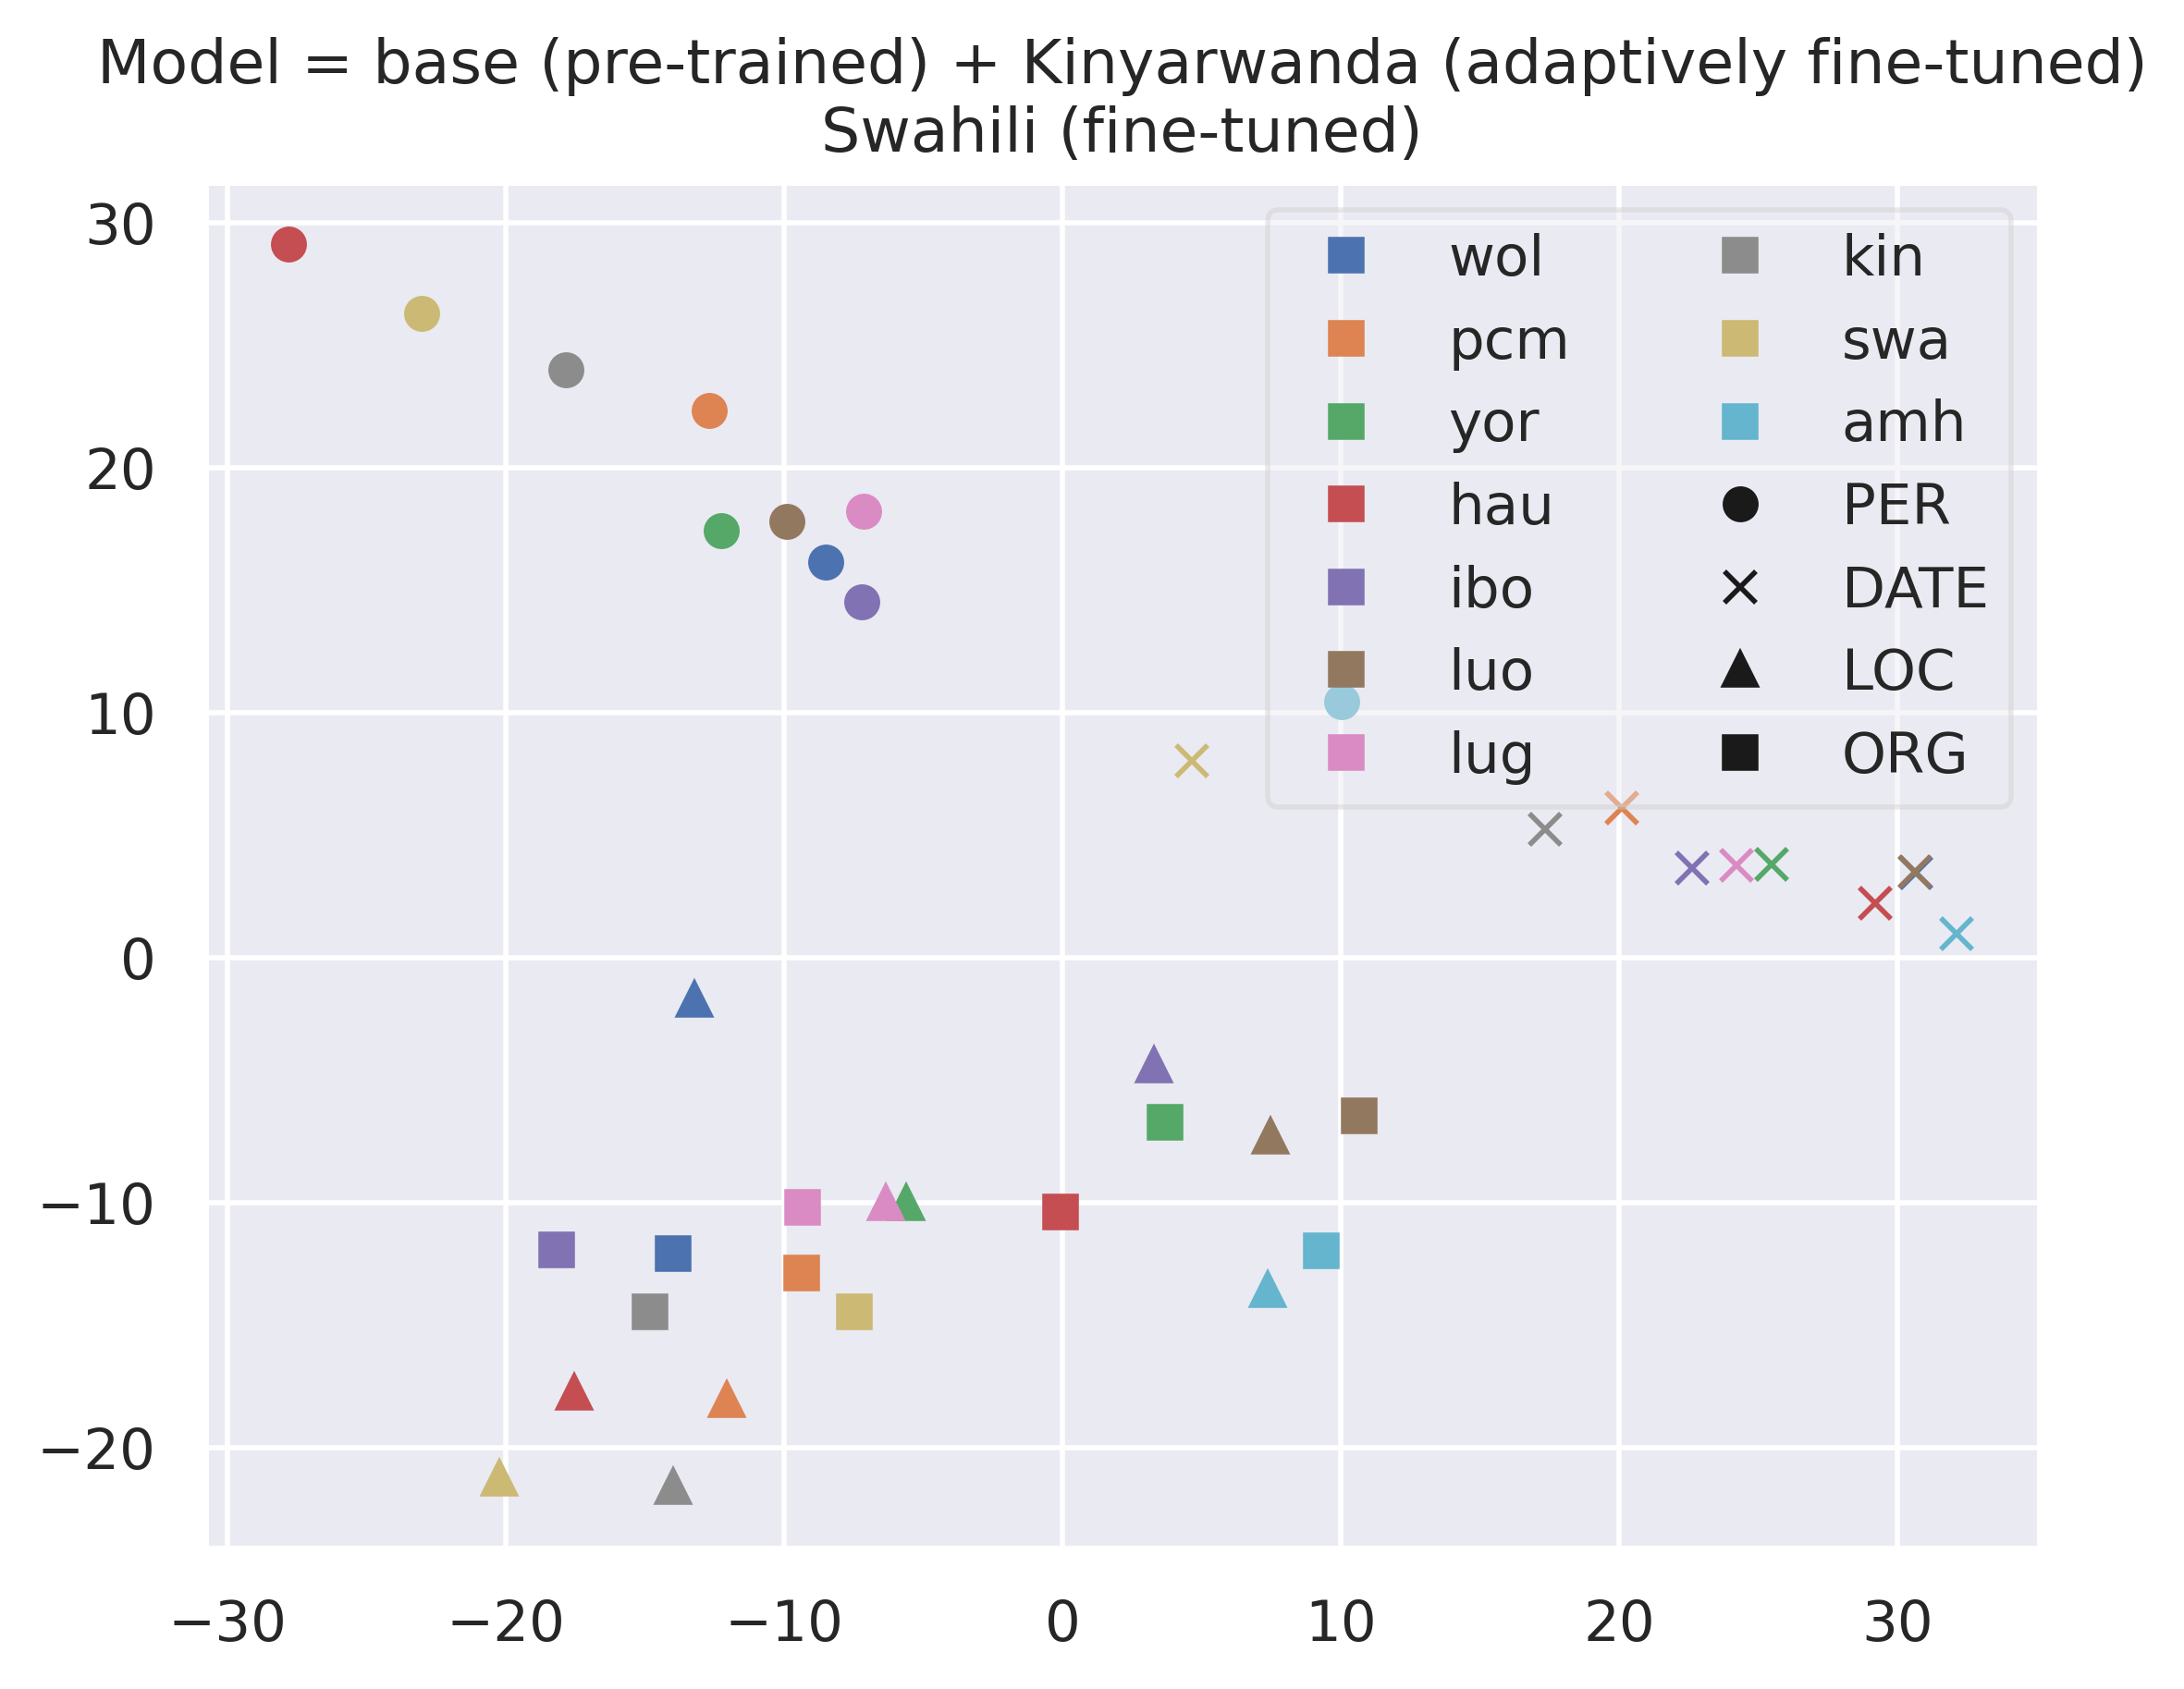 Model = base (pre-trained) + Kinyarwanda (adaptively fine-tuned)
Swahili (fine-tuned)
30
20
10
0
−10
−20
−30
−20
−10
0
10
20
30
wol
pcm
yor
hau
ibo
luo
lug
kin
swa
amh
PER
DATE
LOC
ORG